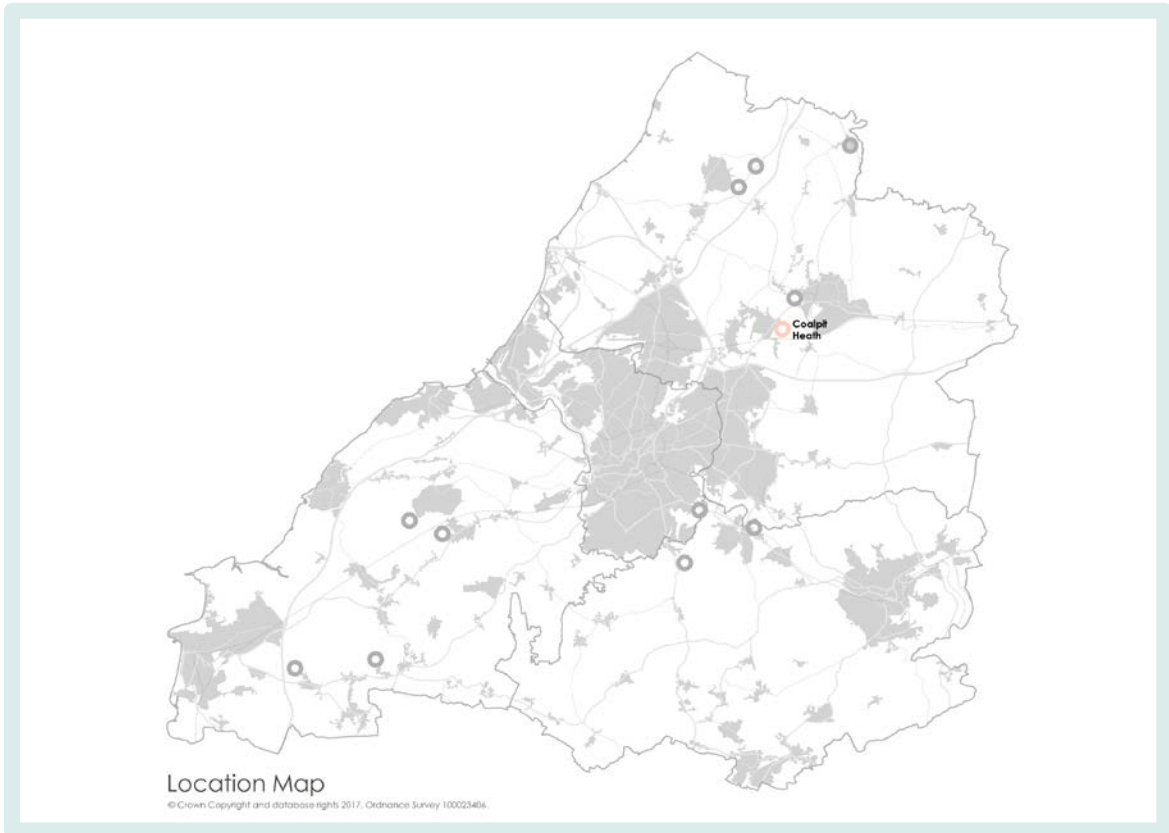 Coalpit
Heath
Location Map
© Crown Copyright and database rights 2017. Ordnance Survey 100023406.